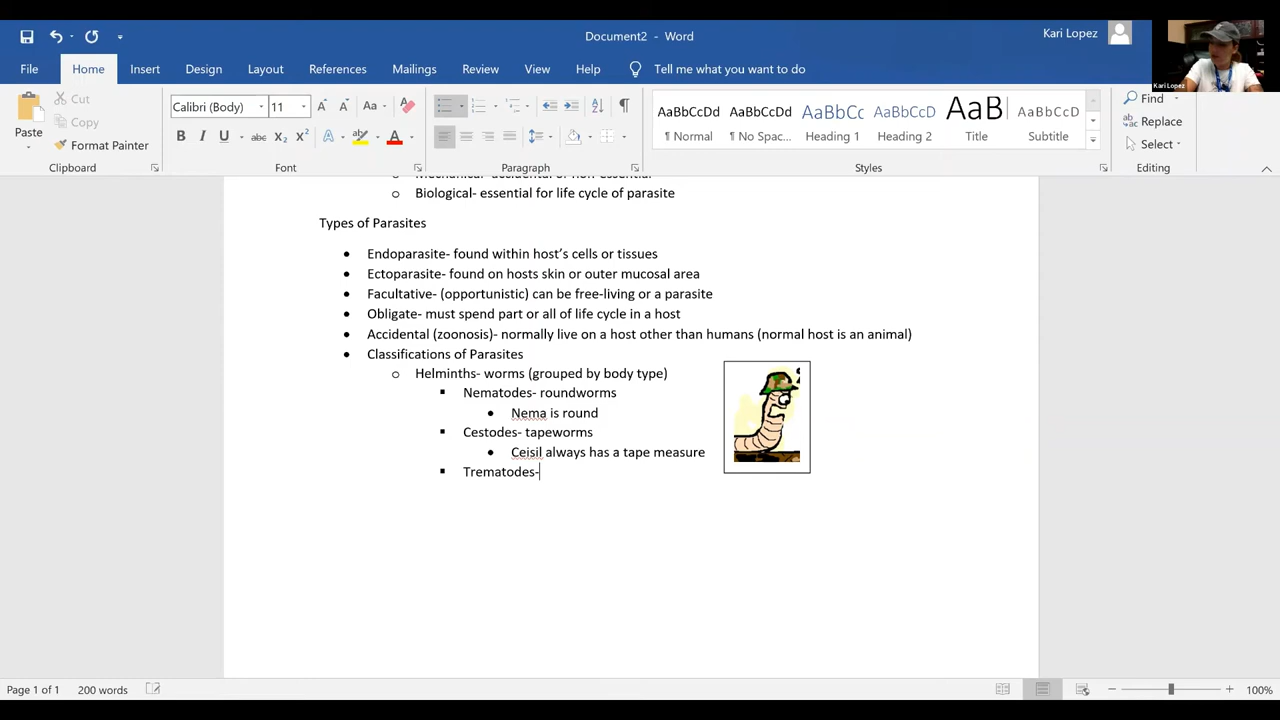 Document2 - Word
Kari Lopez
File Home Insert Design Layout References Mailings Review View Help Tell me what you want to do
Paste
Cut
Copy
Format Painter
Clipboard
Calibri (Body) 11
Font
Paragraph
AaBbCcDd
¶ Normal
AaBbCcDd
¶ No Spac...
AaBbCc
Heading 1
AaBbCcC
Heading 2
AaB
Title
AaBbCcC
Subtitle
Styles
Find
Replace
Select
Editing
Kari Lopez
o Biological- essential for life cycle of parasite
Types of Parasites
• Endoparasite- found within host’s cells or tissues
• Ectoparasite- found on hosts skin or outer mucosal area
• Facultative- (opportunistic) can be free-living or a parasite
• Obligate- must spend part or all of life cycle in a host
• Accidental (zoonosis)- normally live on a host other than humans (normal host is an animal)
• Classifications of Parasites
o Helminths- worms (grouped by body type)
▪ Nematodes- roundworms
• Nema is round
▪ Cestodes- tapeworms
• Ceisil always has a tape measure
▪ Trematodes-
Page 1 of 1 200 words
100%